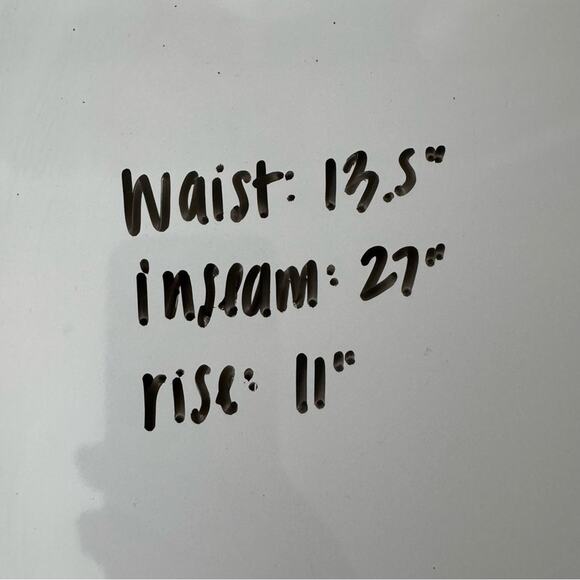 Waist: 13.5"
inseam: 27"
rise: 11"